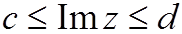 c ≤ Im z ≤ d